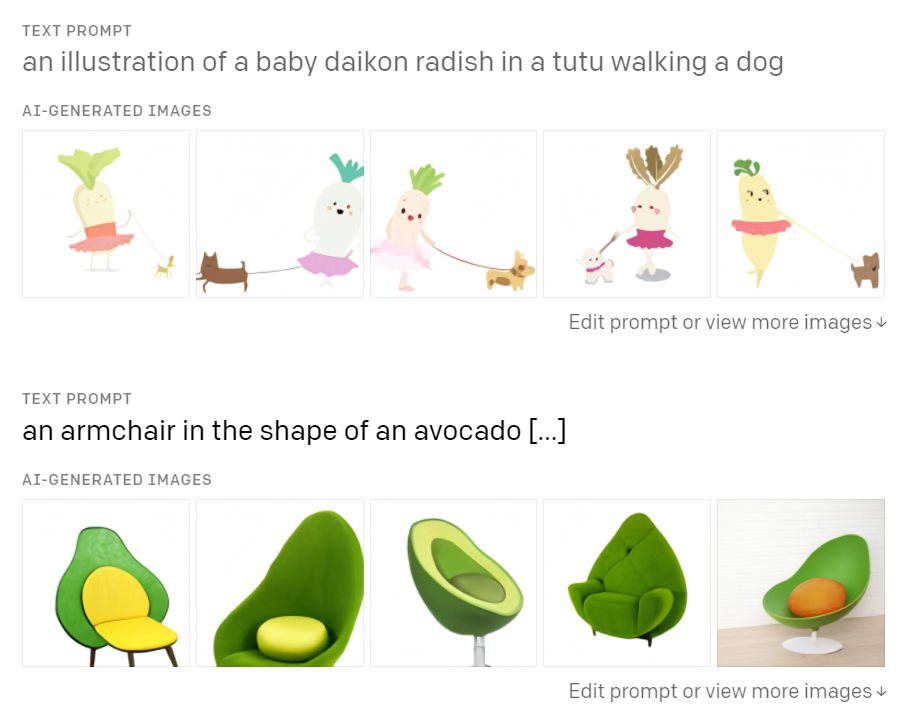 TEXT PROMPT
an illustration of a baby daikon radish in a tutu walking a dog
AI-GENERATED IMAGES
Edit prompt or view more images↓
TEXT PROMPT
an armchair in the shape of an avocado [...]
AI-GENERATED IMAGES
Edit prompt or view more images↓